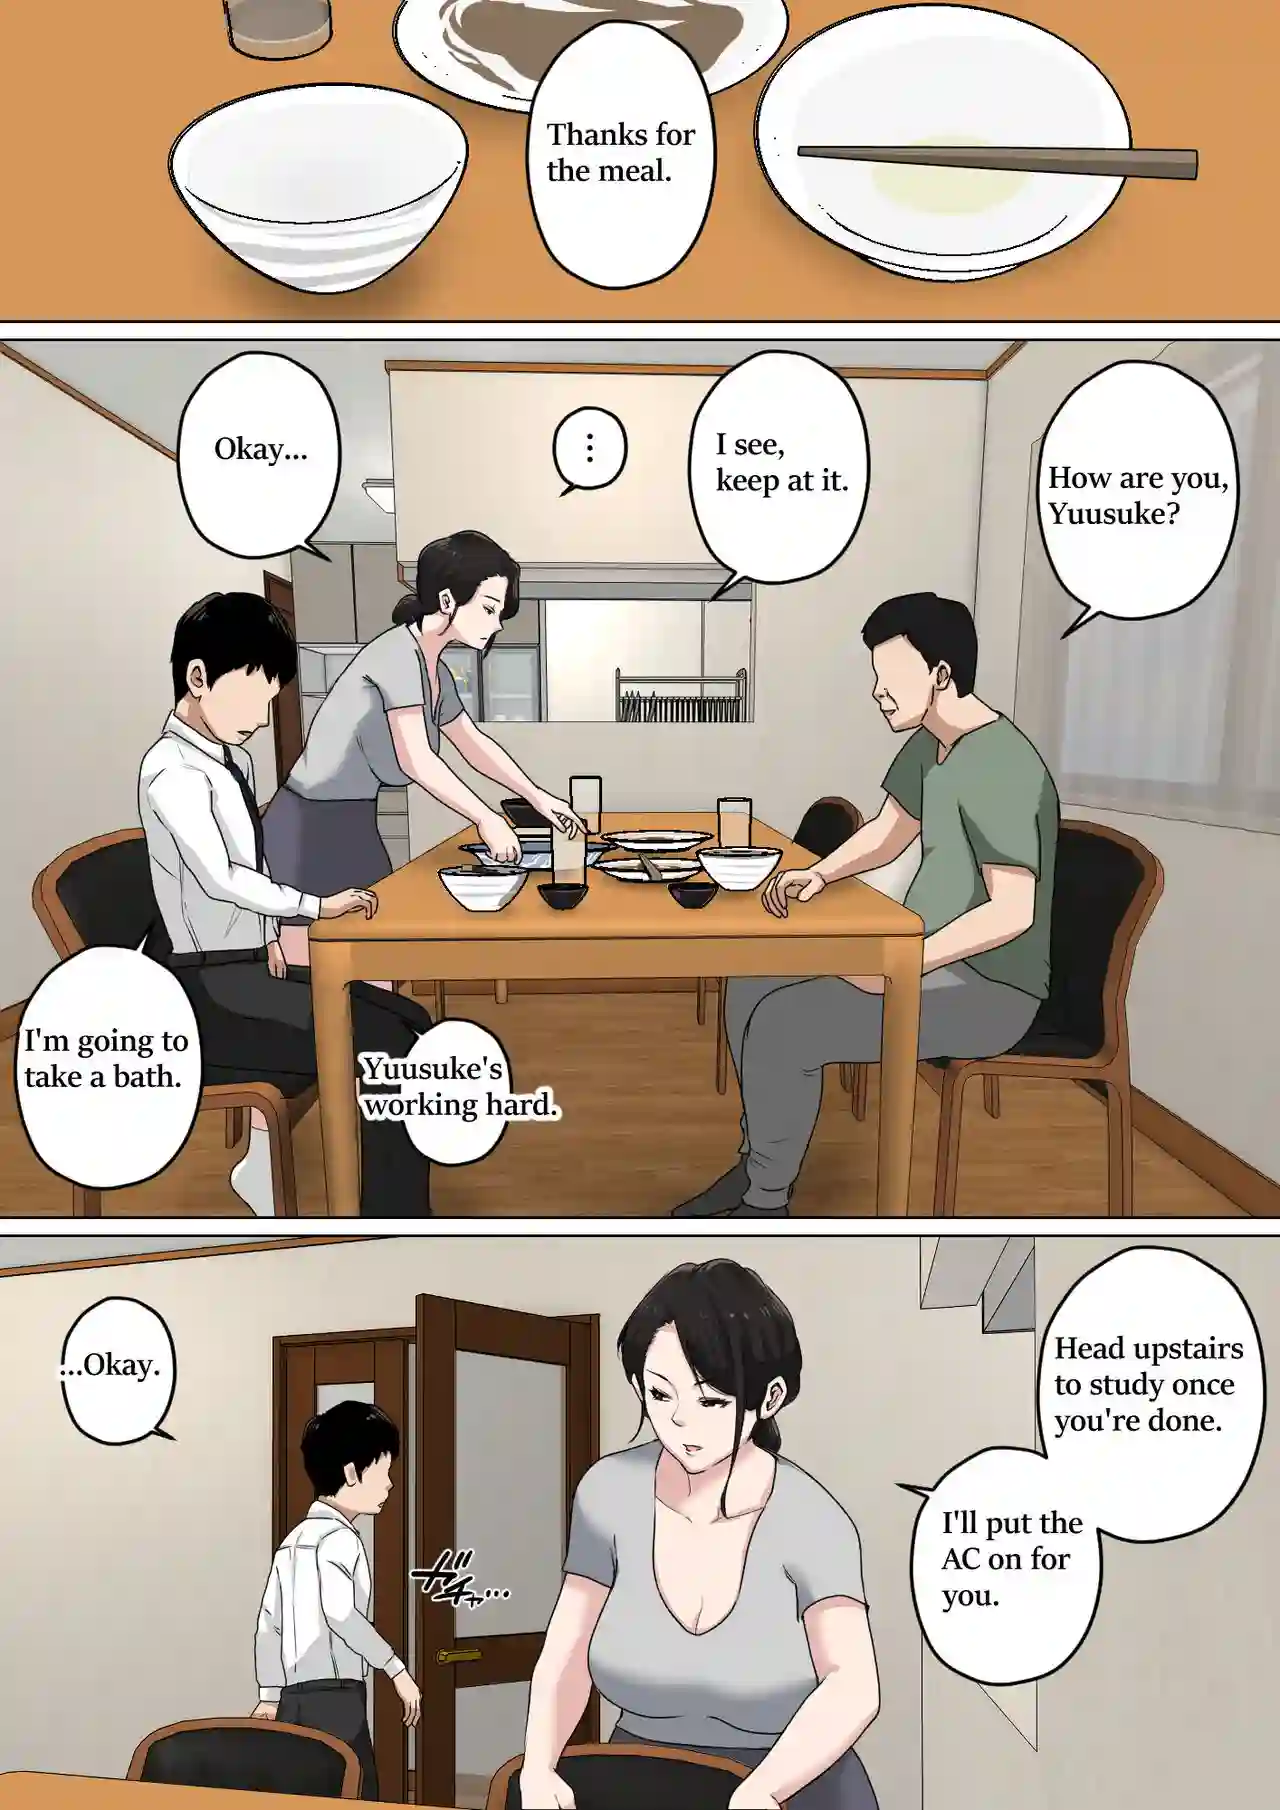 Thanks for
the meal.
How are you,
Yuusuke?
I see,
keep at it.
⋮
Okay...
Yuusuke's
working hard.
I'm going to
take a bath.
Head upstairs
to study once
you're done.
I'll put the
AC on for
you.
ガチャ…
...Okay.